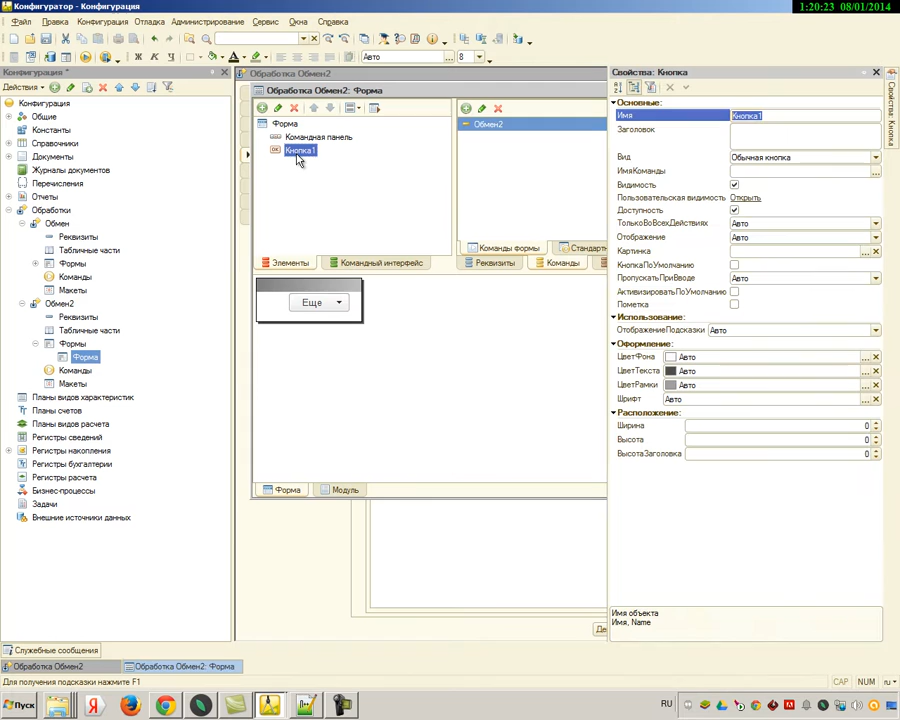 Конфигуратор - Конфигурация
1:20:23 08/01/2014
Файл Правка Конфигурация Отладка Администрирование Сервис Окна Справка
Авто 8
Конфигурация *
Действия
Конфигурация
Общие
Константы
Справочники
Документы
Журналы документов
Перечисления
Отчеты
Обработки
Обмен
Реквизиты
Табличные части
Формы
Команды
Макеты
Обмен2
Реквизиты
Табличные части
Формы
Форма
Команды
Макеты
Планы видов характеристик
Планы счетов
Планы видов расчета
Регистры сведений
Регистры накопления
Регистры бухгалтерии
Регистры расчета
Бизнес-процессы
Задачи
Внешние источники данных
Обработка Обмен2
Обработка Обмен2: Форма
Форма
Командная панель
Кнопка1
Элементы Командный интерфейс
Обмен2
Команды формы Стандартн
Реквизиты Команды
Еще
Форма Модуль
Свойства: Кнопка
Основные:
Имя Кнопка1
Заголовок
Вид Обычная кнопка
ИмяКоманды
Видимость
Пользовательская видимость Открыть
Доступность
ТолькоВоВсехДействиях Авто
Отображение Авто
Картинка
КнопкаПоУмолчанию
ПропускатьПриВводе Авто
АктивизироватьПоУмолчанию
Пометка
Использование:
ОтображениеПодсказки Авто
Оформление:
ЦветФона Авто
ЦветТекста Авто
ЦветРамки Авто
Шрифт Авто
Расположение:
Ширина 0
Высота 0
ВысотаЗаголовка 0
Имя объекта
Имя, Name
Свойства: Кнопка
Де
Служебные сообщения
Обработка Обмен2 Обработка Обмен2: Форма
Для получения подсказки нажмите F1
CAP NUM ru
Пуск
RU